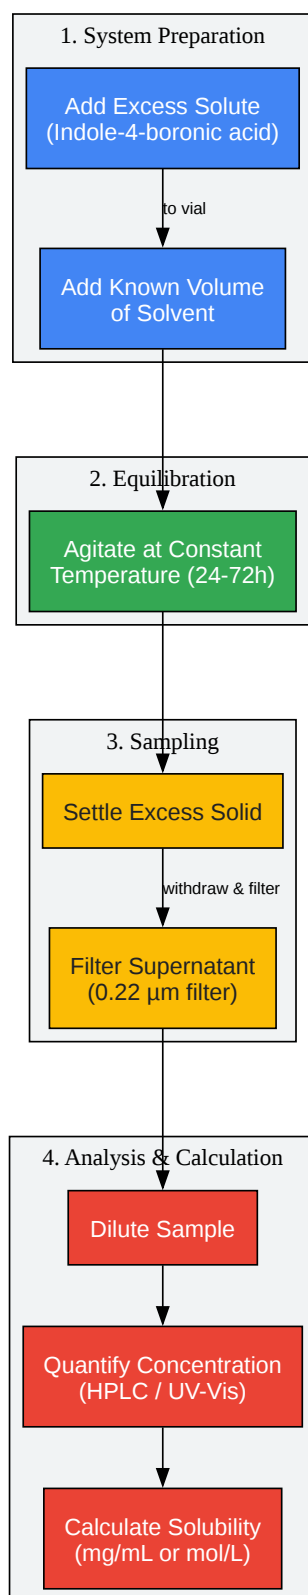 1. System Preparation
Add Excess Solute
(Indole-4-boronic acid)
to vial
Add Known Volume
of Solvent
2. Equilibration
Agitate at Constant
Temperature (24-72h)
3. Sampling
Settle Excess Solid
withdraw & filter
Filter Supernatant
(0.22 µm filter)
4. Analysis & Calculation
Dilute Sample
Quantify Concentration
(HPLC / UV-Vis)
Calculate Solubility
(mg/mL or mol/L)